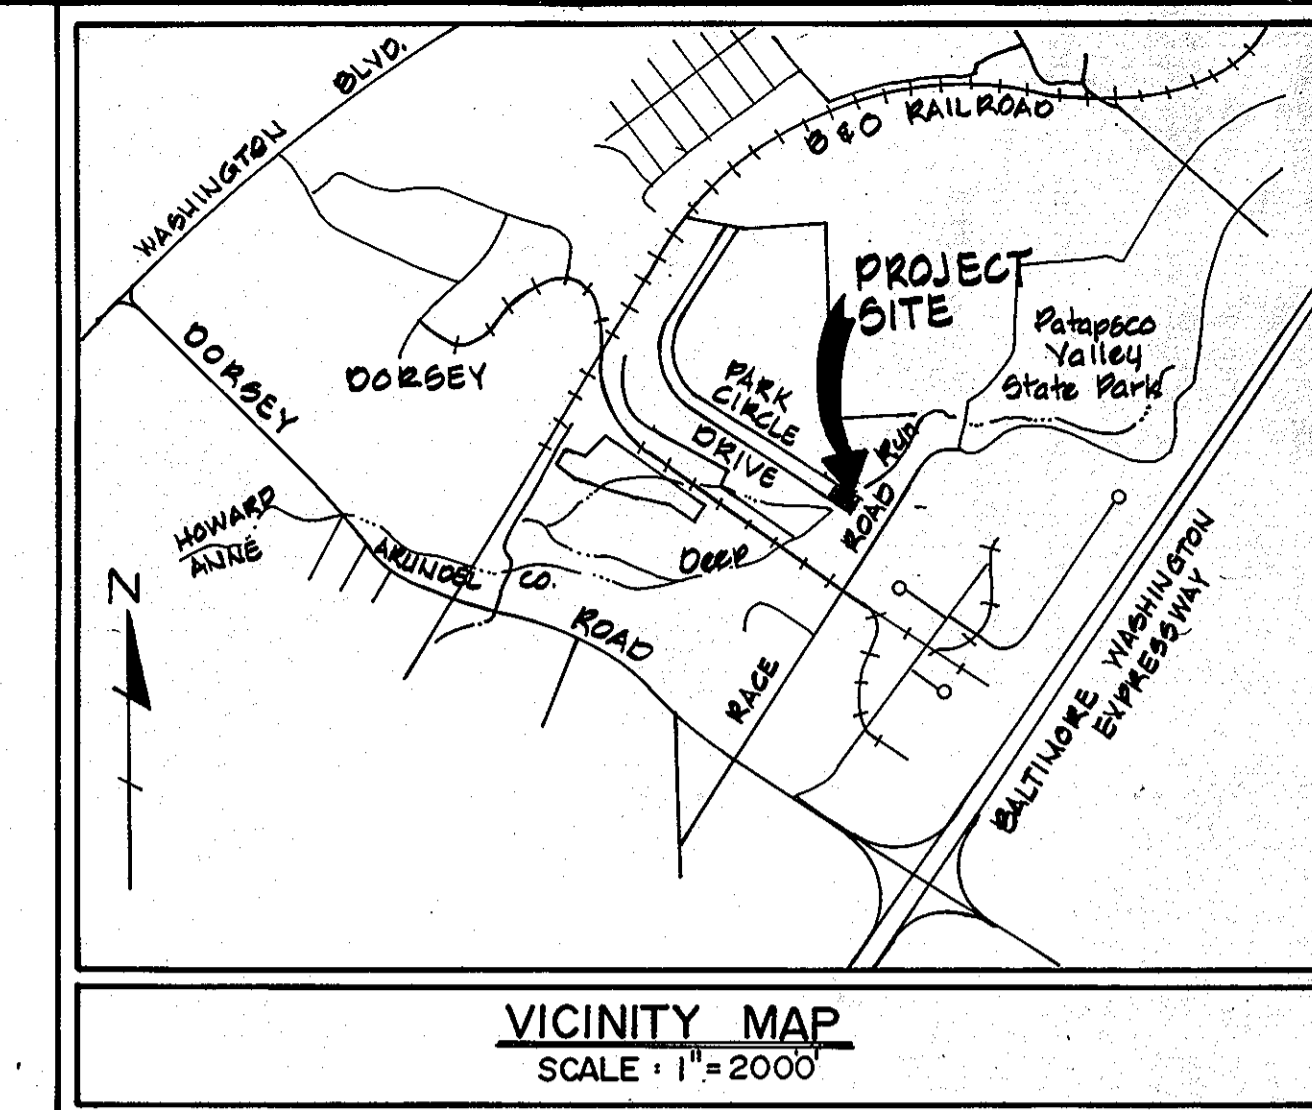 WASHINGTON BLVD.
B & O RAILROAD
PROJECT
SITE
Patapsco
Valley
State Park
DORSEY
DORSEY
PARK
CIRCLE
DRIVE
RUN
ROAD
HOWARD
ANNE
ARUNDEL CO.
DEEP
N
ROAD
RACE
BALTIMORE WASHINGTON
EXPRESSWAY
VICINITY MAP
SCALE : 1" = 2000'